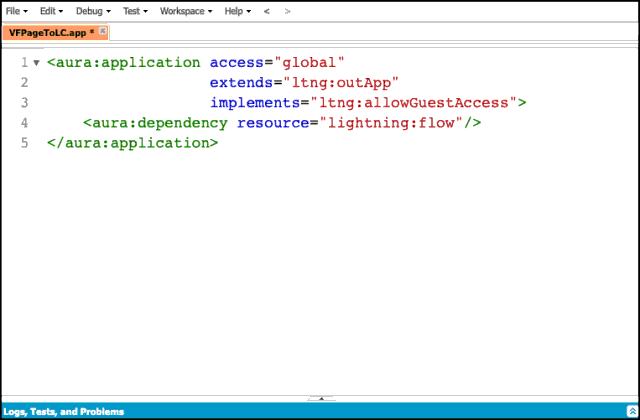 File Edit Debug Test Workspace Help < >
VFPageToLC.app *
1 <aura:application access="global"
2 extends="ltng:outApp"
3 implements="ltng:allowGuestAccess">
4 <aura:dependency resource="lightning:flow"/>
5 </aura:application>
Logs, Tests, and Problems